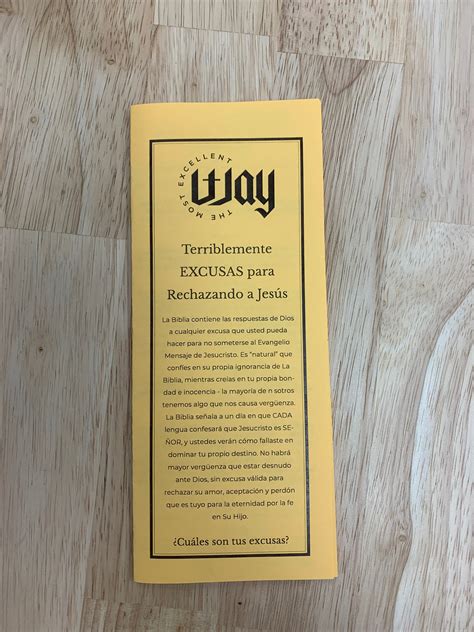 THE MOST EXCELLENT
Way
Terriblemente
EXCUSAS para
Rechazando a Jesús
La Biblia contiene las respuestas de Dios
a cualquier excusa que usted pueda
hacer para no someterse al Evangelio
Mensaje de Jesucristo. Es "natural" que
confíes en su propia ignorancia de La
Biblia, mientras creías en tu propia bon-
dad e inocencia - la mayoría de n sotros
tenemos algo que nos causa vergüenza.
La Biblia señala a un día en que CADA
lengua confesará que Jesucristo es SE-
ÑOR, y ustedes verán cómo fallaste en
dominar tu propio destino. No habrá
mayor vergüenza que estar desnudo
ante Dios, sin excusa válida para
rechazar su amor, aceptación y perdón
que es tuyo para la eternidad por la fe
en Su Hijo.
¿Cuáles son tus excusas?